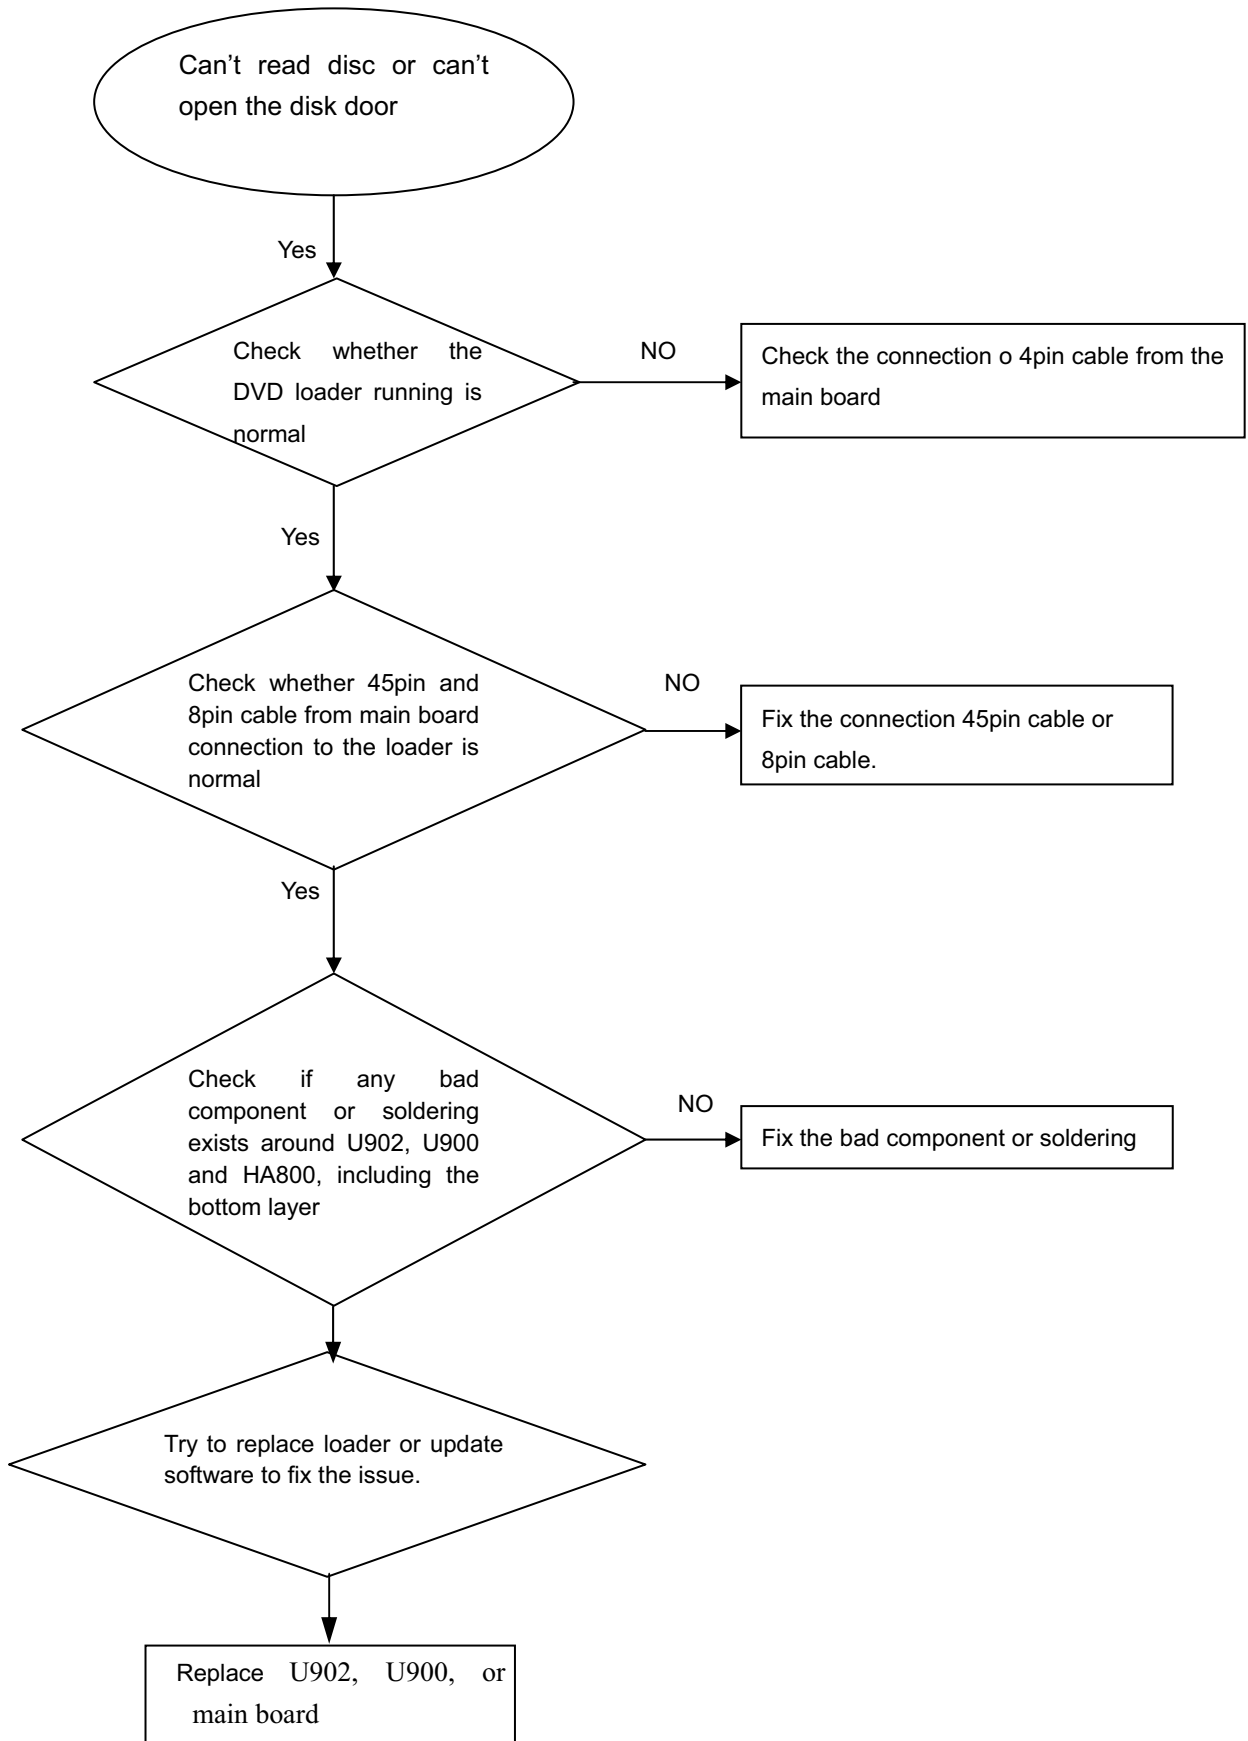 Can't read disc or can't
open the disk door
Yes
Check whether the
DVD loader running is
normal
NO
Check the connection o 4pin cable from the
main board
Yes
Check whether 45pin and
8pin cable from main board
connection to the loader is
normal
NO
Fix the connection 45pin cable or
8pin cable.
Yes
Check if any bad
component or soldering
exists around U902, U900
and HA800, including the
bottom layer
NO
Fix the bad component or soldering
Try to replace loader or update
software to fix the issue.
Replace U902, U900, or
main board